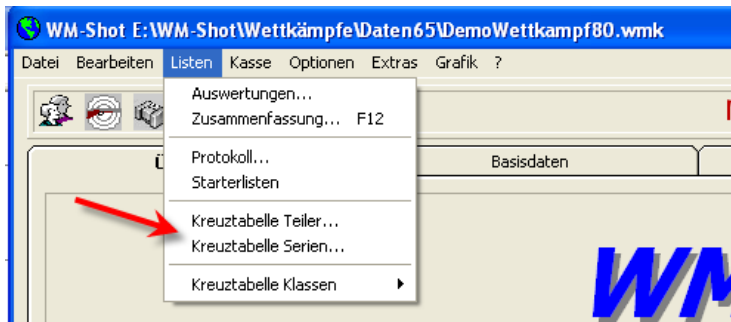 WM-Shot E:\WM-Shot\Wettkämpfe\Daten65\DemoWettkampf80.wmk
Datei Bearbeiten Listen Kasse Optionen Extras Grafik ?
Auswertungen...
Zusammenfassung... F12
Basisdaten
Protokoll...
Starterlisten
Kreuztabelle Teiler...
Kreuztabelle Serien...
Kreuztabelle Klassen